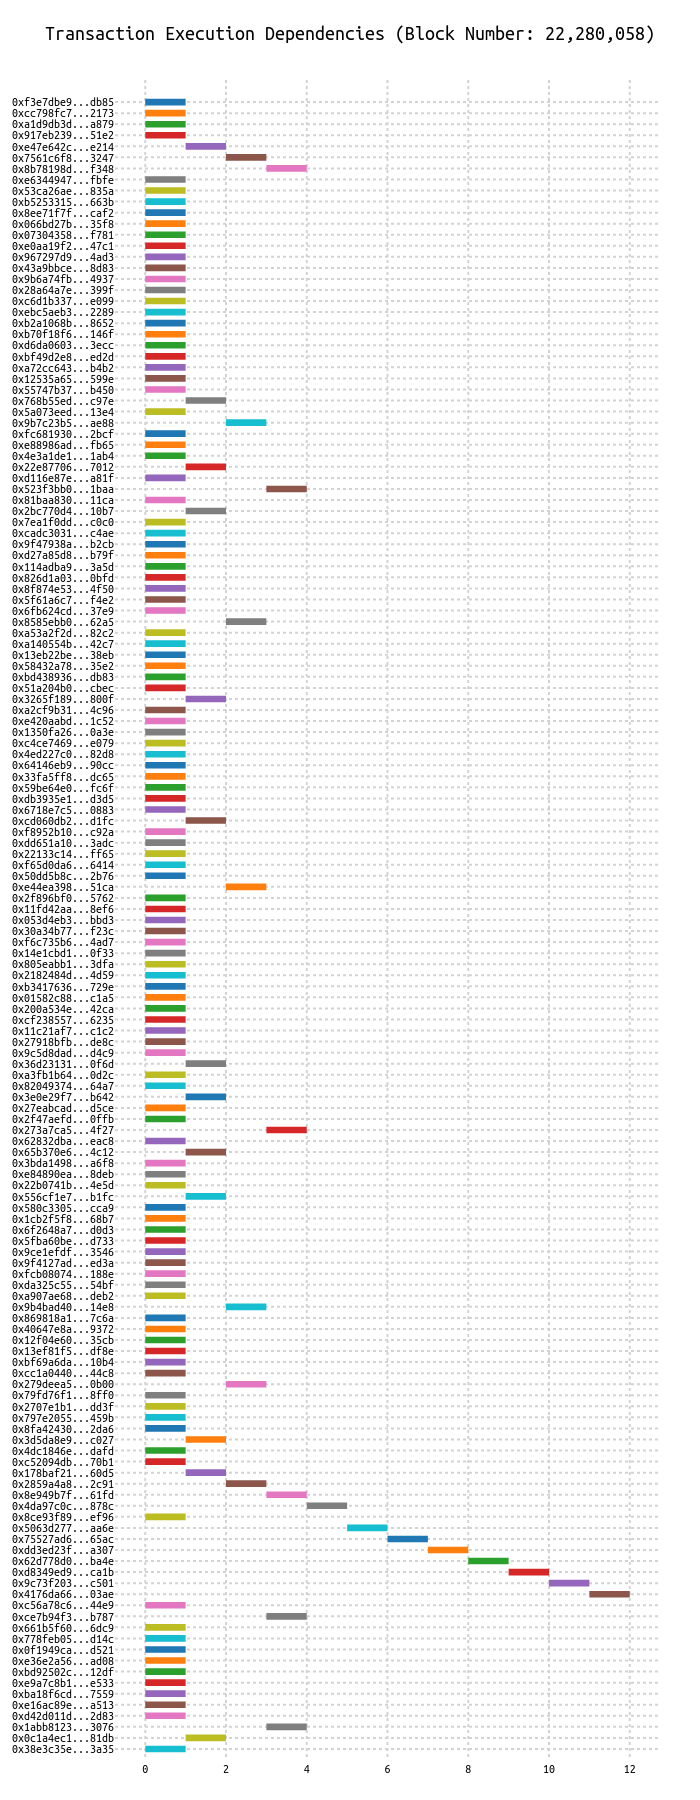 Transaction Execution Dependencies (Block Number: 22,280,058)
0xf3e7dbe9...db85
0xcc798fc7...2173
0xa1d9db3d...a879
0x917eb239...51e2
0xe47e642c...e214
0x7561c6f8...3247
0x8b78198d...f348
0xe6344947...fbfe
0x53ca26ae...835a
0xb5253315...663b
0x8ee71f7f...caf2
0x066bd27b...35f8
0x07304358...f781
0xe0aa19f2...47c1
0x967297d9...4ad3
0x43a9bbce...8d83
0x9b6a74fb...4937
0x28a64a7e...399f
0xc6d1b337...e099
0xebc5aeb3...2289
0xb2a1068b...8652
0xb70f18f6...146f
0xd6da0603...3ecc
0xbf49d2e8...ed2d
0xa72cc643...b4b2
0x12535a65...599e
0x55747b37...b450
0x768b55ed...c97e
0x5a073eed...13e4
0x9b7c23b5...ae88
0xfc681930...2bcf
0xe88986ad...fb65
0x4e3a1de1...1ab4
0x22e87706...7012
0xd116e87e...a81f
0x523f3bb0...1baa
0x81baa830...11ca
0x2bc770d4...10b7
0x7ea1f0dd...c0c0
0xcadc3031...c4ae
0x9f47938a...b2cb
0xd27a85d8...b79f
0x114adba9...3a5d
0x826d1a03...0bfd
0x8f874e53...4f50
0x5f61a6c7...f4e2
0x6fb624cd...37e9
0x8585ebb0...62a5
0xa53a2f2d...82c2
0xa140554b...42c7
0x13eb22be...38eb
0x58432a78...35e2
0xbd438936...db83
0x51a204b0...cbec
0x3265f189...800f
0xa2cf9b31...4c96
0xe420aabd...1c52
0x1350fa26...0a3e
0xc4ce7469...e079
0x4ed227c0...82d8
0x64146eb9...90cc
0x33fa5ff8...dc65
0x59be64e0...fc6f
0xdb3935e1...d3d5
0x6718e7c5...0883
0xcd060db2...d1fc
0xf8952b10...c92a
0xdd651a10...3adc
0x22133c14...ff65
0xf65d0da6...6414
0x50dd5b8c...2b76
0xe44ea398...51ca
0x2f896bf0...5762
0x11fd42aa...8ef6
0x053d4eb3...bbd3
0x30a34b77...f23c
0xf6c735b6...4ad7
0x14e1cbd1...0f33
0x805eabb1...3dfa
0x2182484d...4d59
0xb3417636...729e
0x01582c88...c1a5
0x200a534e...42ca
0xcf238557...6235
0x11c21af7...c1c2
0x27918bfb...de8c
0x9c5d8dad...d4c9
0x36d23131...0f6d
0xa3fb1b64...0d2c
0x82049374...64a7
0x3e0e29f7...b642
0x27eabcad...d5ce
0x2f47aefd...0ffb
0x273a7ca5...4f27
0x62832dba...eac8
0x65b370e6...4c12
0x3bda1498...a6f8
0xe84890ea...8deb
0x22b0741b...4e5d
0x556cf1e7...b1fc
0x580c3305...cca9
0x1cb2f5f8...68b7
0x6f2648a7...d0d3
0x5fba60be...d733
0x9ce1efdf...3546
0x9f4127ad...ed3a
0xfcb08074...188e
0xda325c55...54bf
0xa907ae68...deb2
0x9b4bad40...14e8
0x869818a1...7c6a
0x40647e8a...9372
0x12f04e60...35cb
0x13ef81f5...df8e
0xbf69a6da...10b4
0xcc1a0440...44c8
0x279deea5...0b00
0x79fd76f1...8ff0
0x2707e1b1...dd3f
0x797e2055...459b
0x8fa42430...2da6
0x3d5da8e9...c027
0x4dc1846e...dafd
0xc52094db...70b1
0x178baf21...60d5
0x2859a4a8...2c91
0x8e949b7f...61fd
0x4da97c0c...878c
0x8ce93f89...ef96
0x5063d277...aa6e
0x75527ad6...65ac
0xdd3ed23f...a307
0x62d778d0...ba4e
0xd8349ed9...ca1b
0x9c73f203...c501
0x4176da66...03ae
0xc56a78c6...44e9
0xce7b94f3...b787
0x661b5f60...6dc9
0x778feb05...d14c
0x0f1949ca...d521
0xe36e2a56...ad08
0xbd92502c...12df
0xe9a7c8b1...e533
0xba18f6cd...7559
0xe16ac89e...a513
0xd42d011d...2d83
0x1abb8123...3076
0x0c1a4ec1...81db
0x38e3c35e...3a35
0 2 4 6 8 10 12